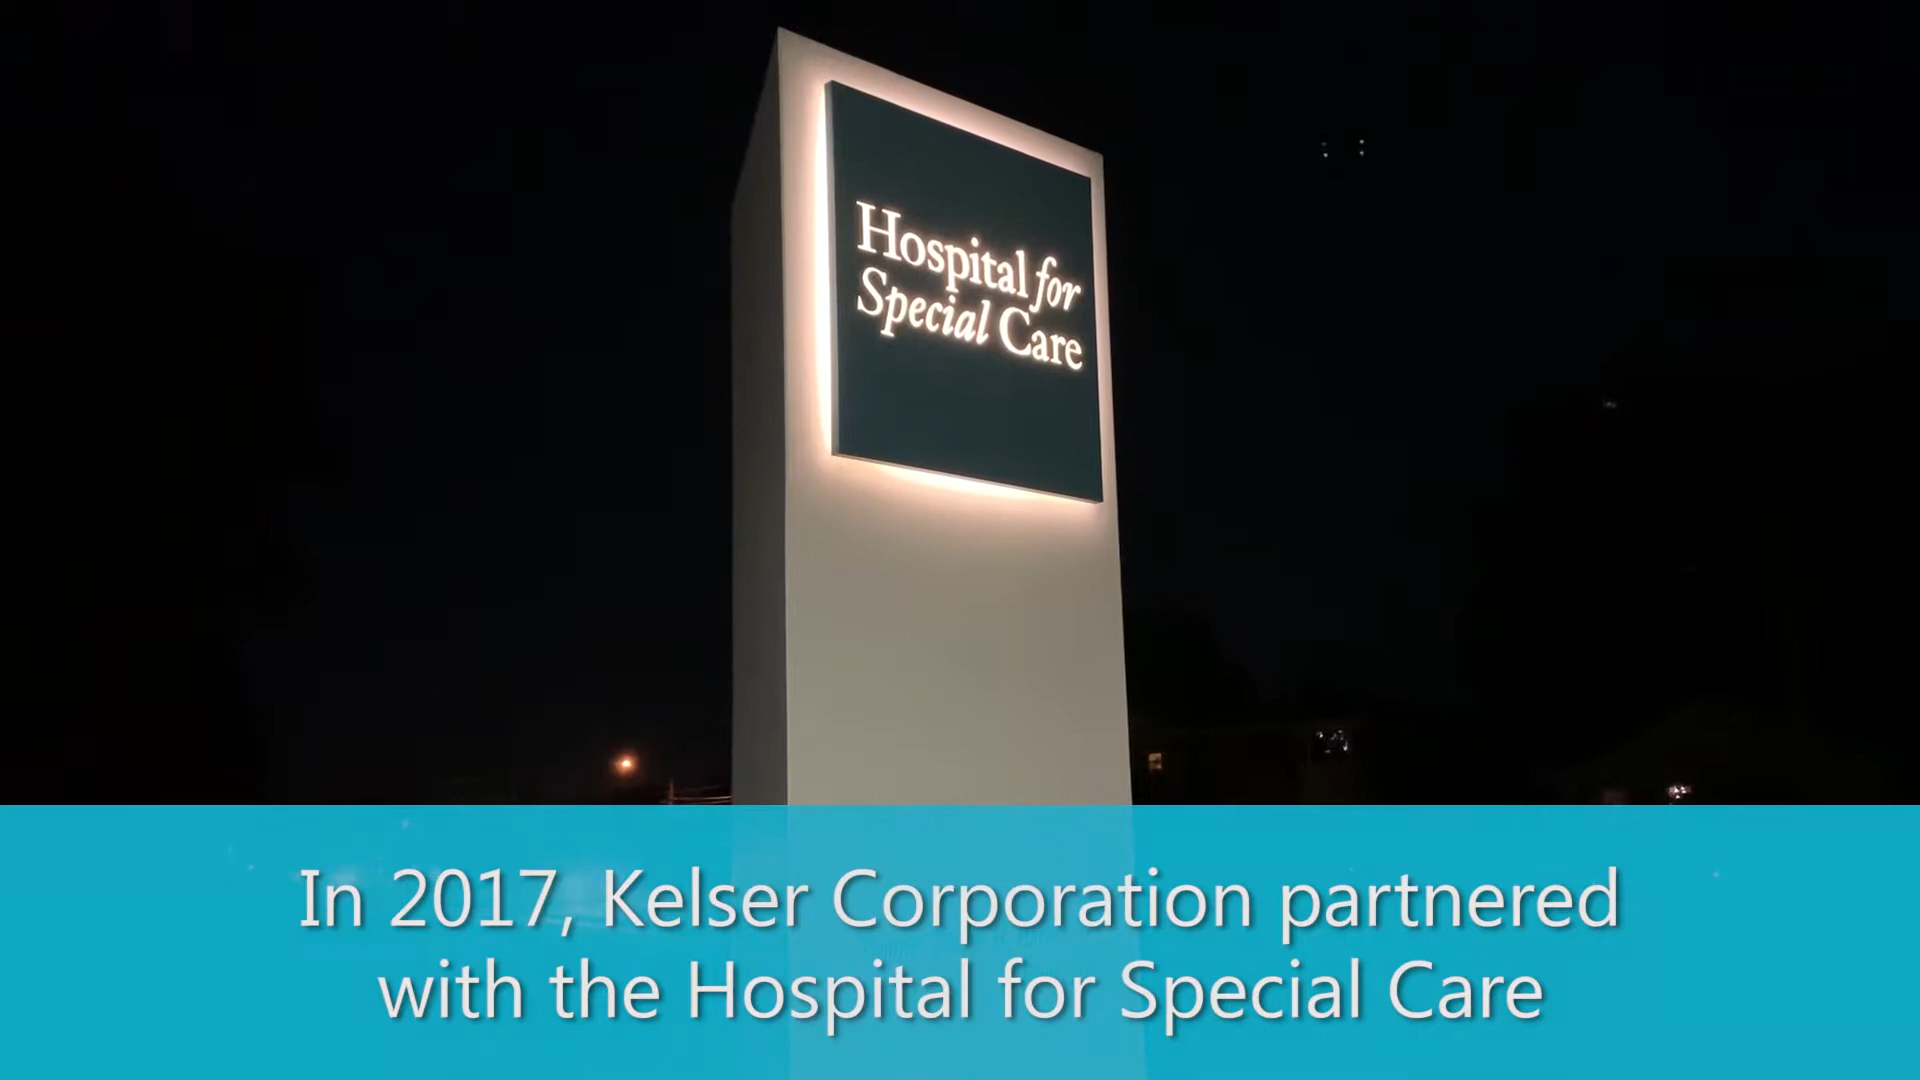 Hospital for
Special Care
In 2017, Kelser Corporation partnered
with the Hospital for Special Care